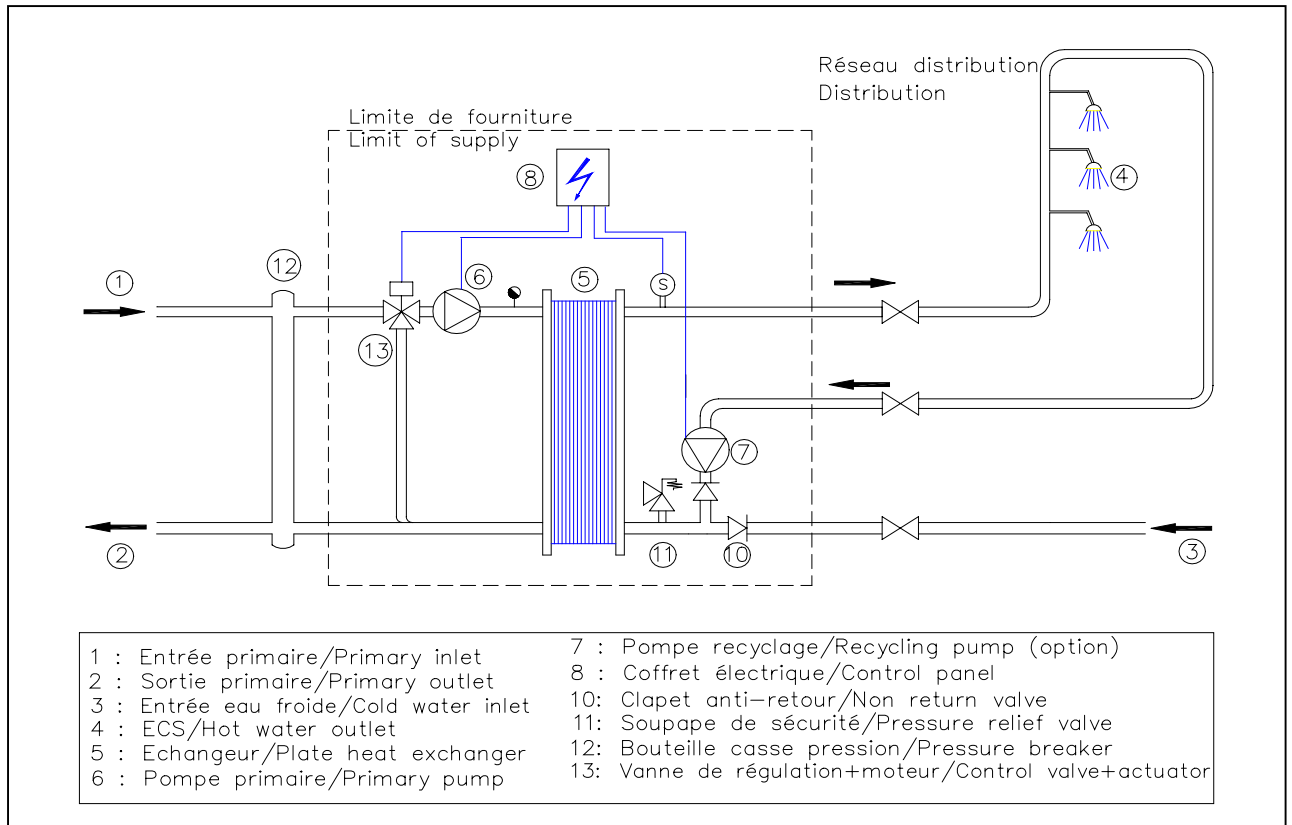 Réseau distribution
Distribution
Limite de fourniture
Limit of supply
8
4
12
1
6
5
S
13
7
2
11
10
3
1 : Entrée primaire/Primary inlet
2 : Sortie primaire/Primary outlet
3 : Entrée eau froide/Cold water inlet
4 : ECS/Hot water outlet
5 : Echangeur/Plate heat exchanger
6 : Pompe primaire/Primary pump
7 : Pompe recyclage/Recycling pump (option)
8 : Coffret électrique/Control panel
10: Clapet anti-retour/Non return valve
11: Soupape de sécurité/Pressure relief valve
12: Bouteille casse pression/Pressure breaker
13: Vanne de régulation+moteur/Control valve+actuator